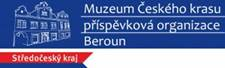 Muzeum Českého krasu
příspěvková organizace
Beroun
Středočeský kraj